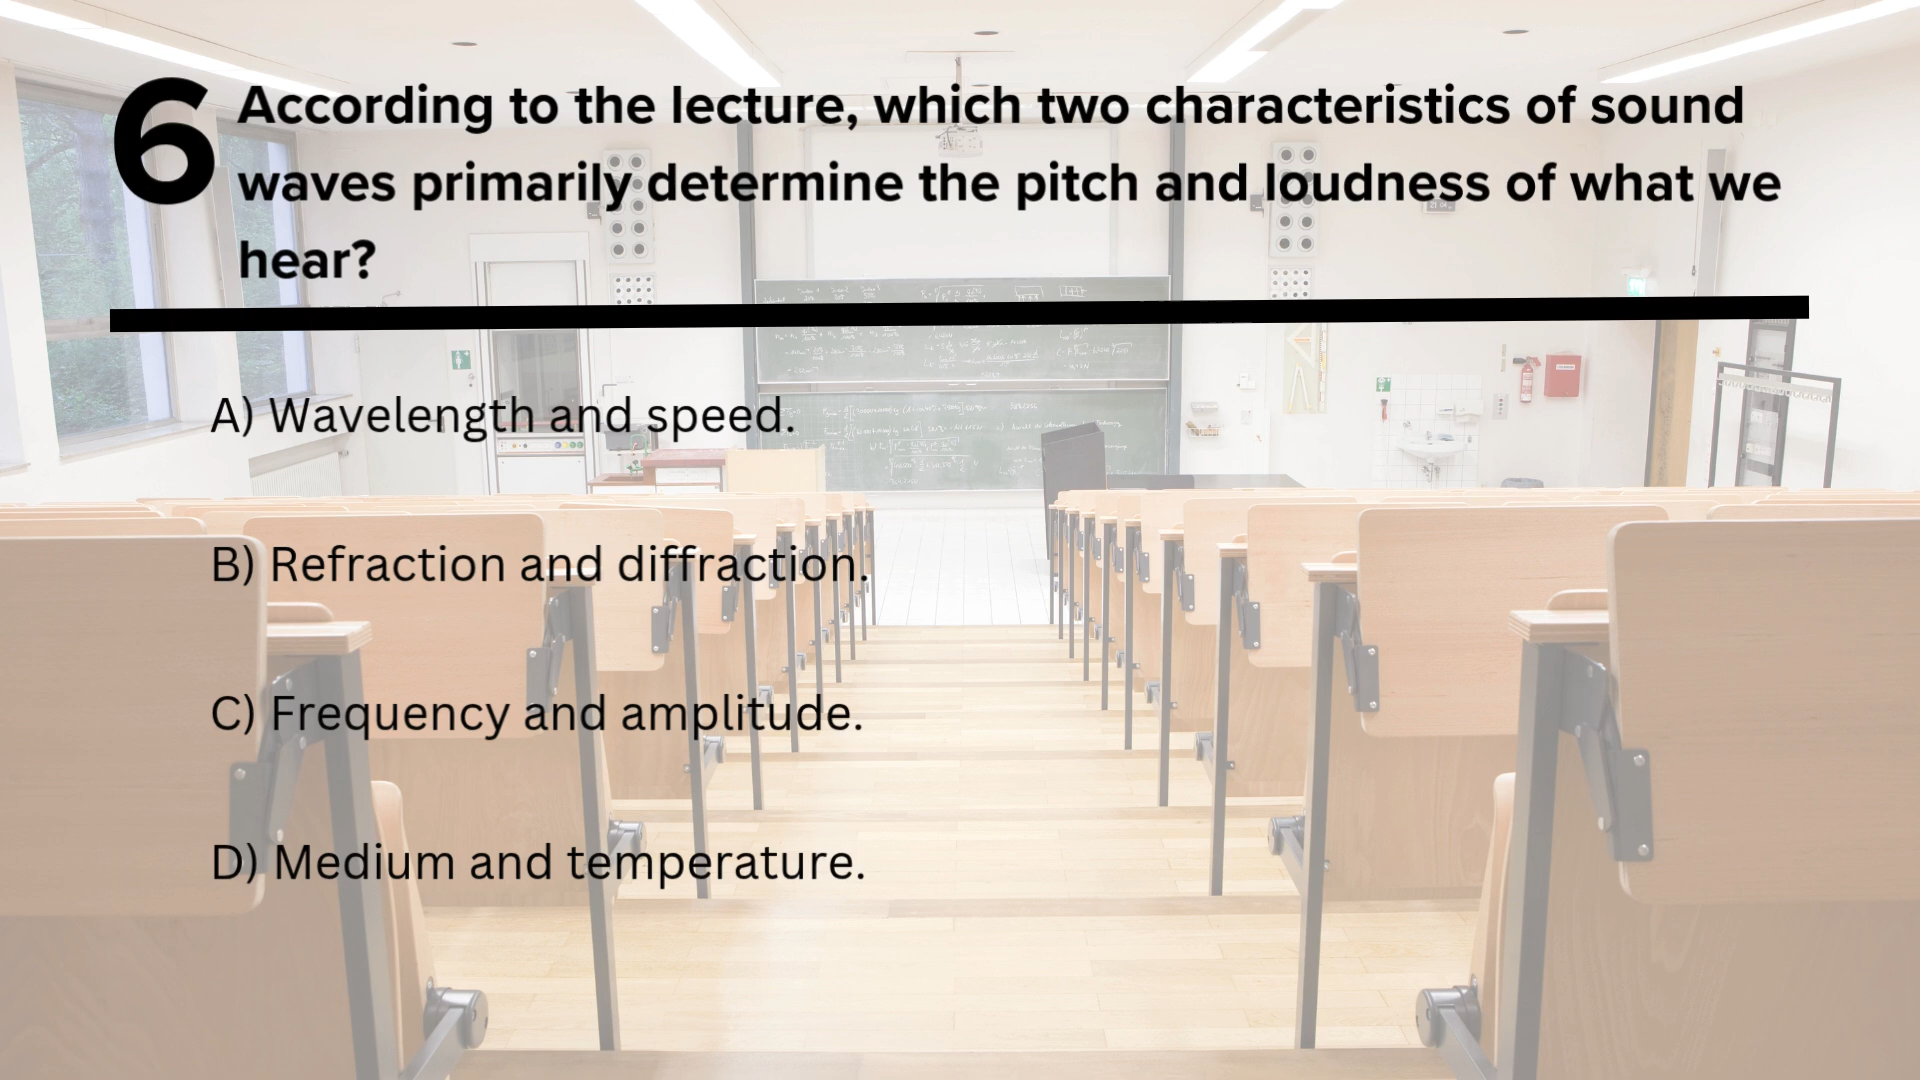 6
According to the lecture, which two characteristics of sound
waves primarily determine the pitch and loudness of what we
hear?
A) Wavelength and speed.
B) Refraction and diffraction.
C) Frequency and amplitude.
D) Medium and temperature.